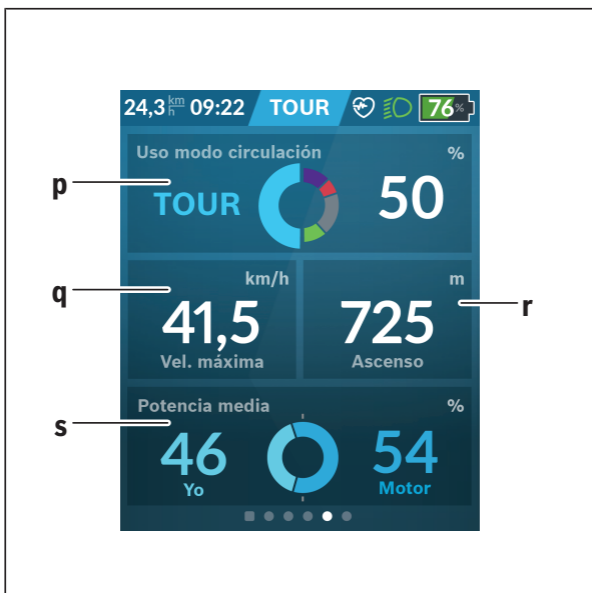 24,3 km/h 09:22 TOUR 76%
Uso modo circulación %
p
TOUR 50
q
km/h
41,5
Vel. máxima
m
725
Ascenso
r
Potencia media %
s
46 54
Yo Motor